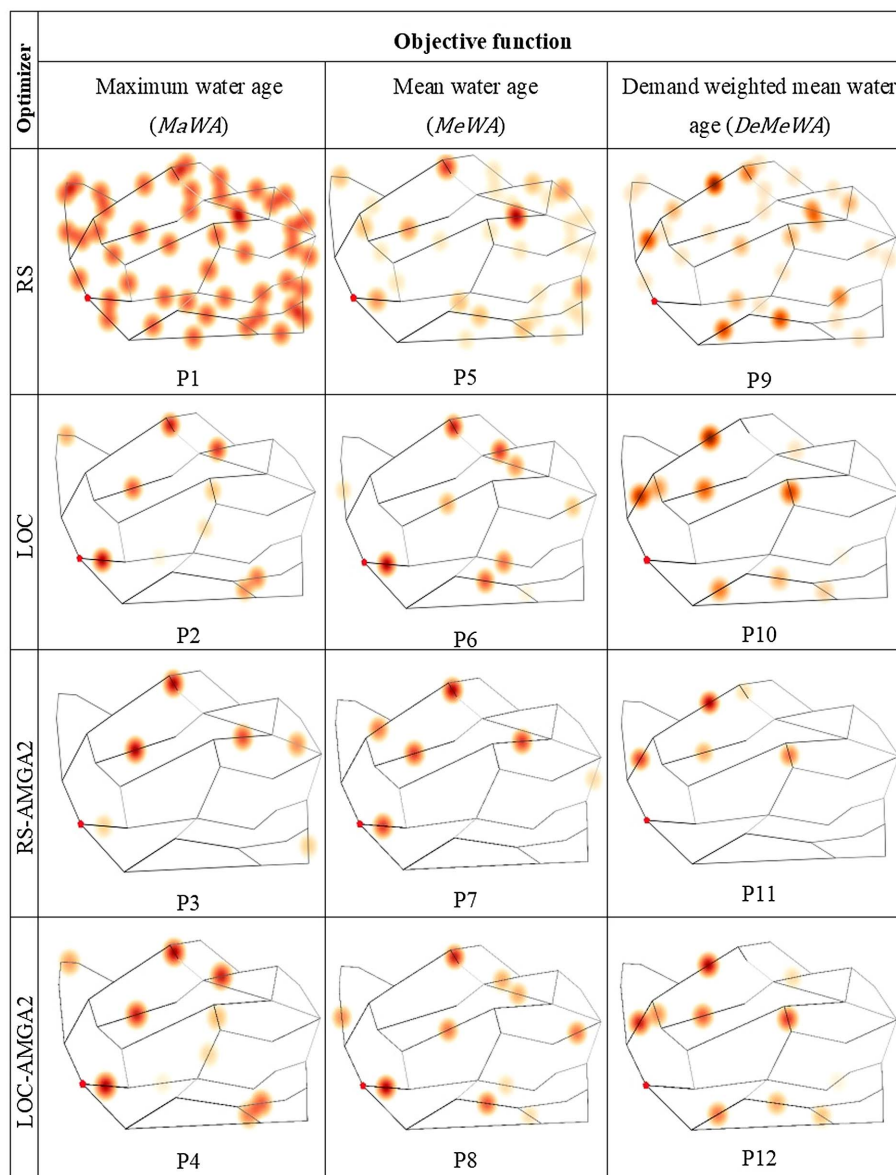 Optimizer
Objective function
Maximum water age
(MaWA)
Mean water age
(MeWA)
Demand weighted mean water
age (DeMeWA)
RS
P1
P5
P9
LOC
P2
P6
P10
RS-AMGA2
P3
P7
P11
LOC-AMGA2
P4
P8
P12